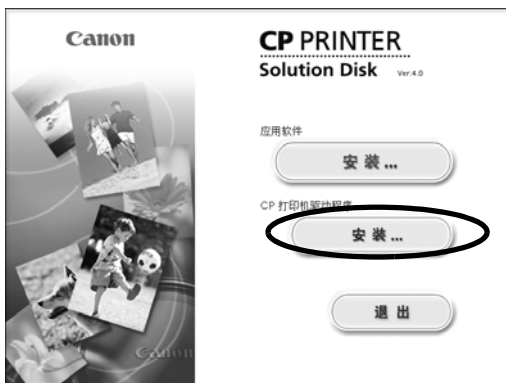 Canon
CP PRINTER
Solution Disk Ver.4.0
应用软件
安 装 ...
CP 打印机驱动程序
安 装 ...
退 出
Canon